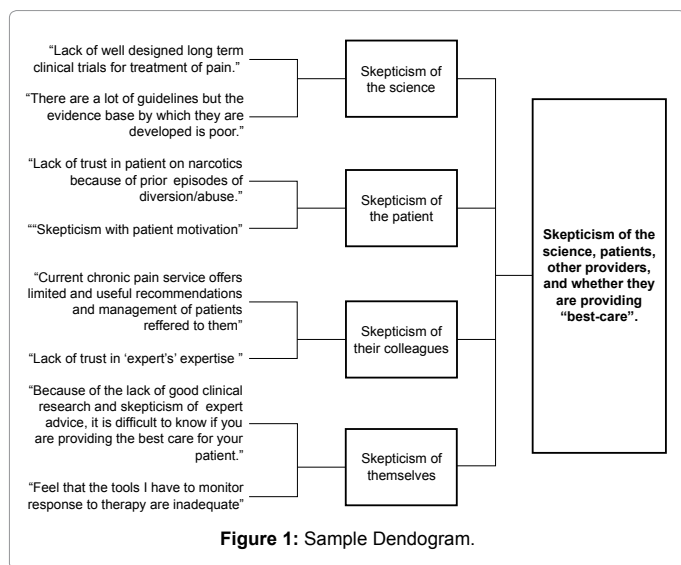 “Lack of well designed long term
clinical trials for treatment of pain.”
“There are a lot of guidelines but the
evidence base by which they are
developed is poor.”
Skepticism of
the science
“Lack of trust in patient on narcotics
because of prior episodes of
diversion/abuse.”
““Skepticism with patient motivation”
Skepticism of
the patient
“Current chronic pain service offers
limited and useful recommendations
and management of patients
reffered to them”
“Lack of trust in ‘expert’s’ expertise ”
Skepticism of
their colleagues
“Because of the lack of good clinical
research and skepticism of expert
advice, it is difficult to know if you
are providing the best care for your
patient.”
“Feel that the tools I have to monitor
response to therapy are inadequate”
Skepticism of
themselves
Skepticism of the
science, patients,
other providers,
and whether they
are providing
“best-care”.
Figure 1: Sample Dendogram.